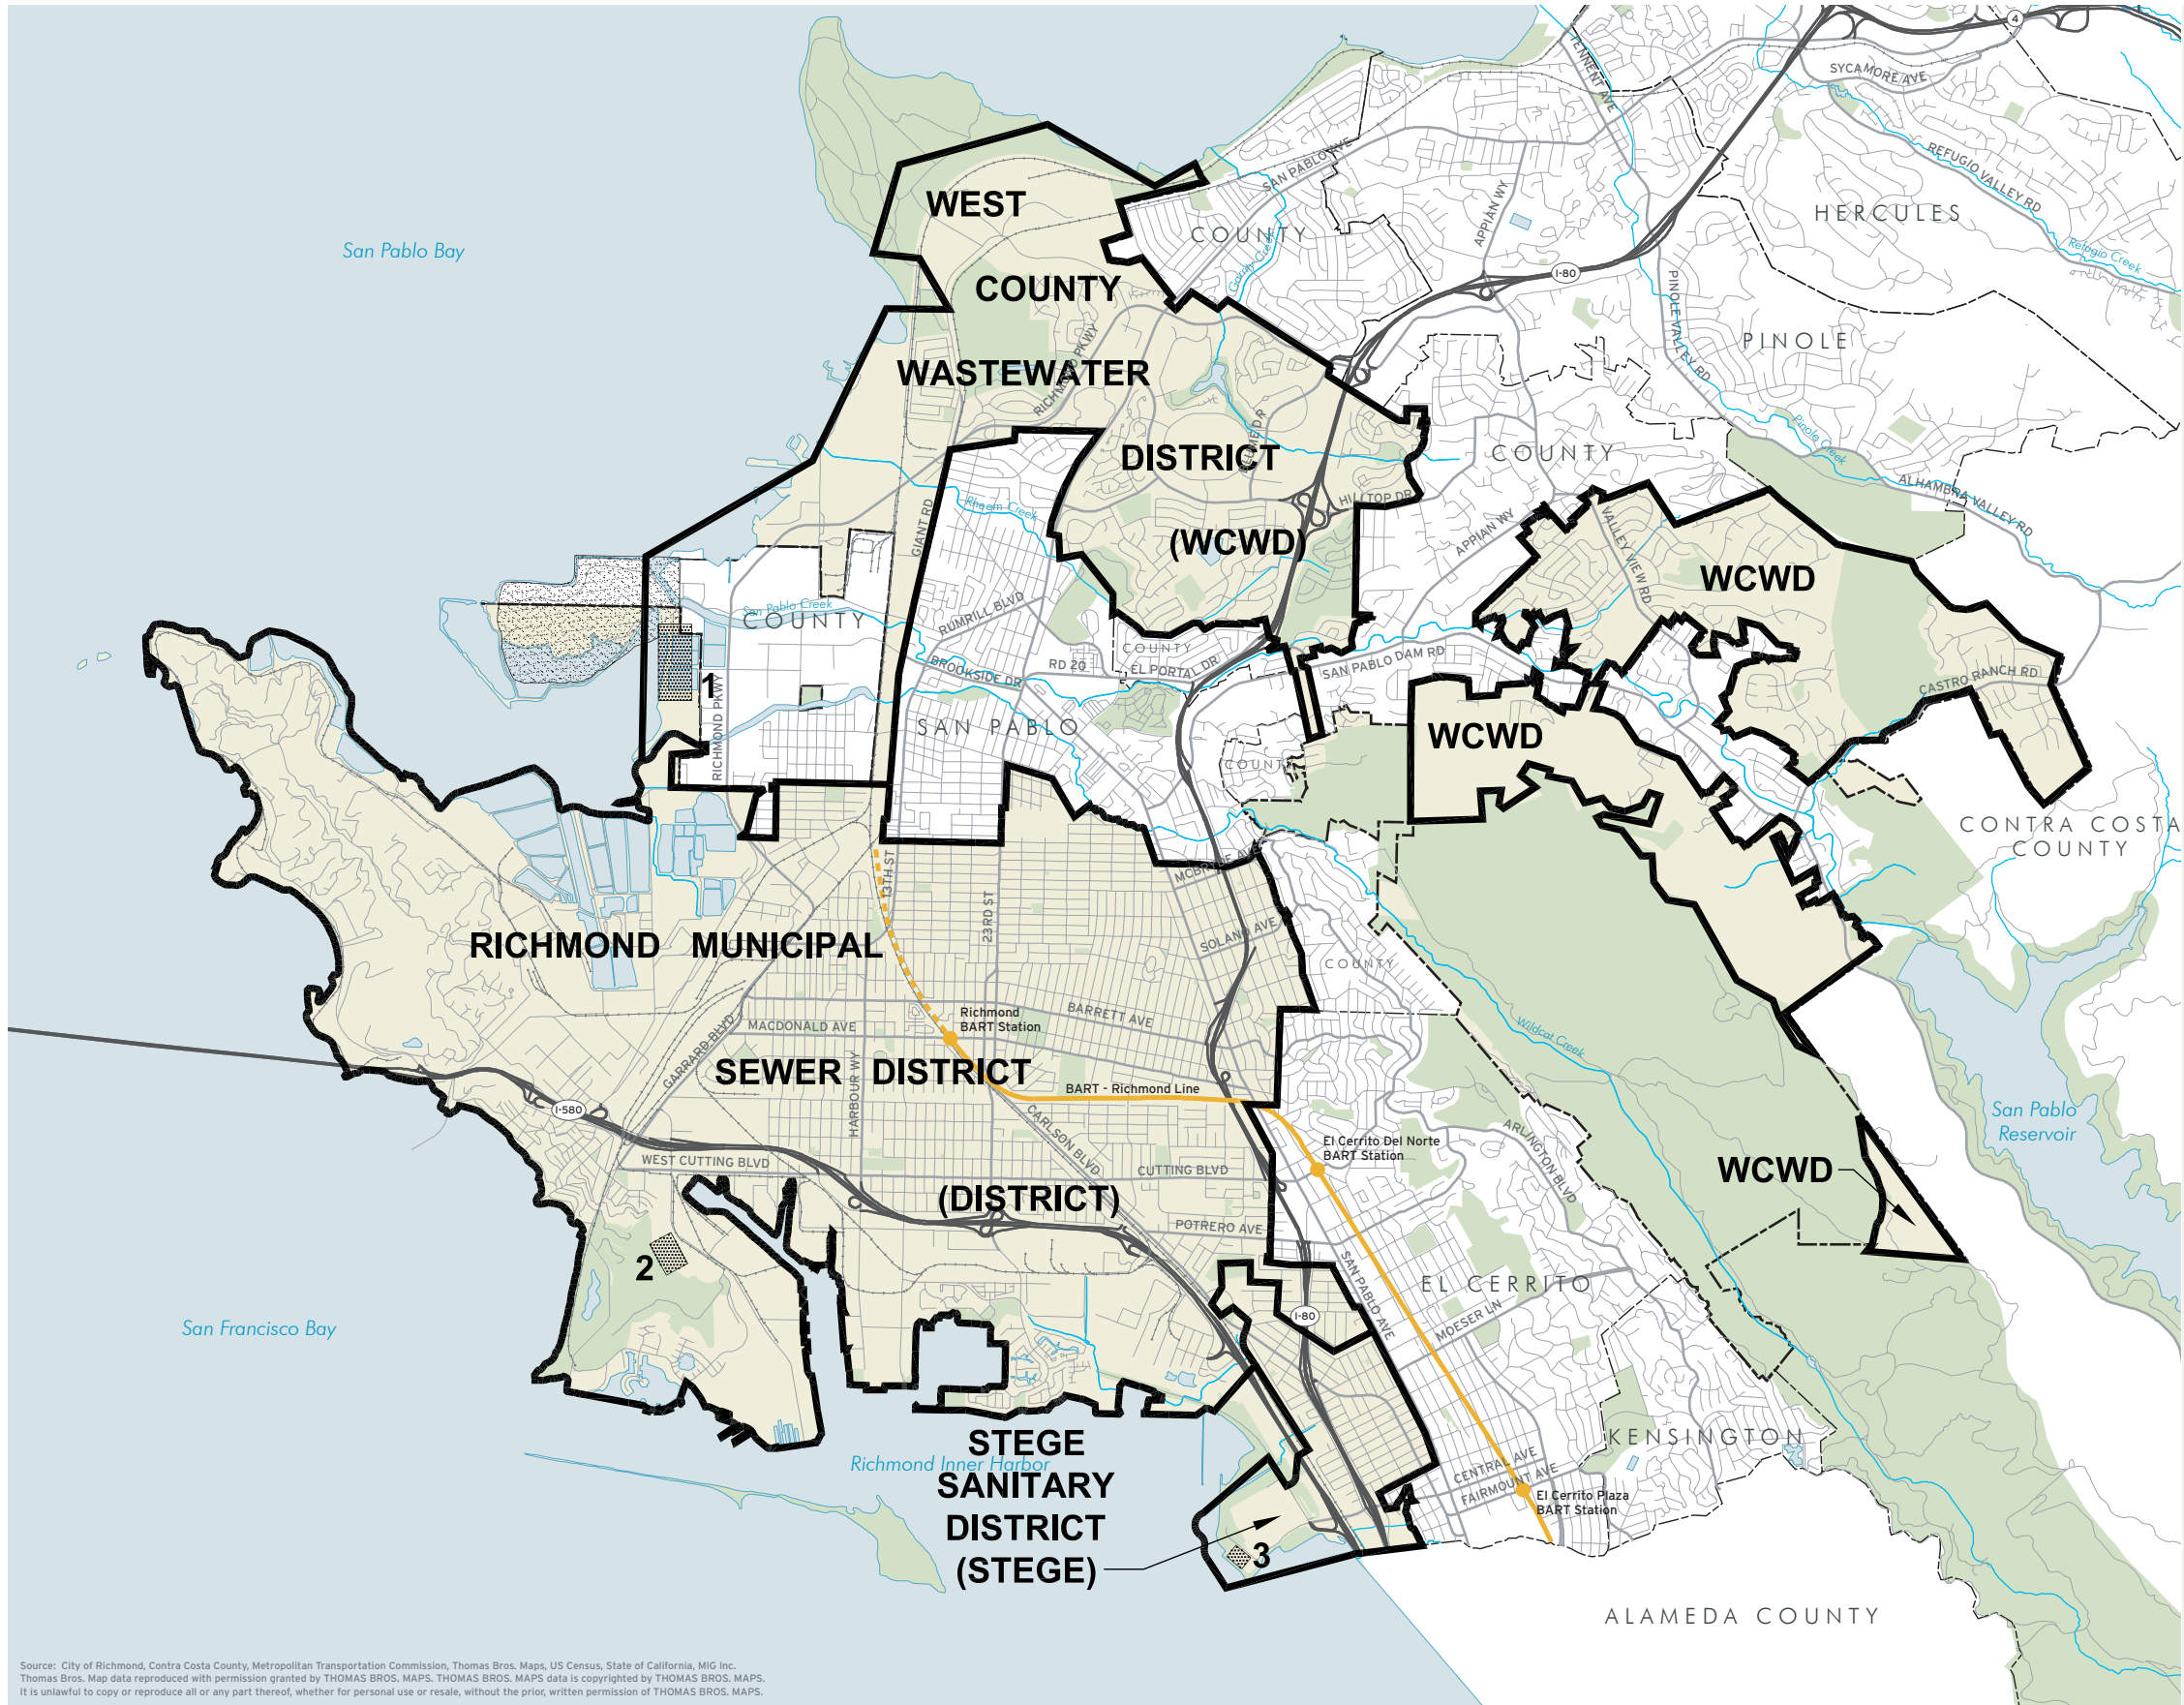 4
SYCAMORE AVE
TENNENT AVE
REFUGIO VALLEY RD
SAN PABLO AVE
WEST
HERCULES
APPIAN WY
COUNTY
Garrity Creek
San Pablo Bay
Refugio Creek
I-80
COUNTY
PINOLE VALLEY RD
PINOLE
RICHMOND PKWY
WASTEWATER
Pinole Creek
DISTRICT
COUNTY
HILLTOP DR
ALHAMBRA VALLEY RD
Rheem Creek
GIANT RD
APPIAN WY
VALLEY VIEW RD
(WCWD)
WCWD
San Pablo Creek
COUNTY
RUMRILL BLVD
COUNTY
BROOKSIDE DR
RD 20
EL PORTAL DR
SAN PABLO DAM RD
CASTRO RANCH RD
1
RICHMOND PKWY
SAN PABLO
WCWD
COUNTY
CONTRA COSTA
COUNTY
MCBRYDE AVE
13TH ST
23RD ST
SOLANO AVE
RICHMOND MUNICIPAL
COUNTY
Richmond
BART Station
BARRETT AVE
MACDONALD AVE
GARRARD BLVD
Wildcat Creek
SEWER DISTRICT
HARBOUR WY
BART - Richmond Line
I-580
CARLSON BLVD
San Pablo
Reservoir
El Cerrito Del Norte
BART Station
ARLINGTON BLVD
WEST CUTTING BLVD
CUTTING BLVD
WCWD
(DISTRICT)
POTRERO AVE
2
SAN PABLO AVE
EL CERRITO
I-80
MOESER LN
San Francisco Bay
KENSINGTON
STEGE
Richmond Inner Harbor
CENTRAL AVE
FAIRMOUNT AVE
SANITARY
El Cerrito Plaza
BART Station
DISTRICT
3
(STEGE)
ALAMEDA COUNTY
Source: City of Richmond, Contra Costa County, Metropolitan Transportation Commission, Thomas Bros. Maps, US Census, State of California, MIG Inc.
Thomas Bros. Map data reproduced with permission granted by THOMAS BROS. MAPS. THOMAS BROS. MAPS data is copyrighted by THOMAS BROS. MAPS.
It is unlawful to copy or reproduce all or any part thereof, whether for personal use or resale, without the prior, written permission of THOMAS BROS. MAPS.